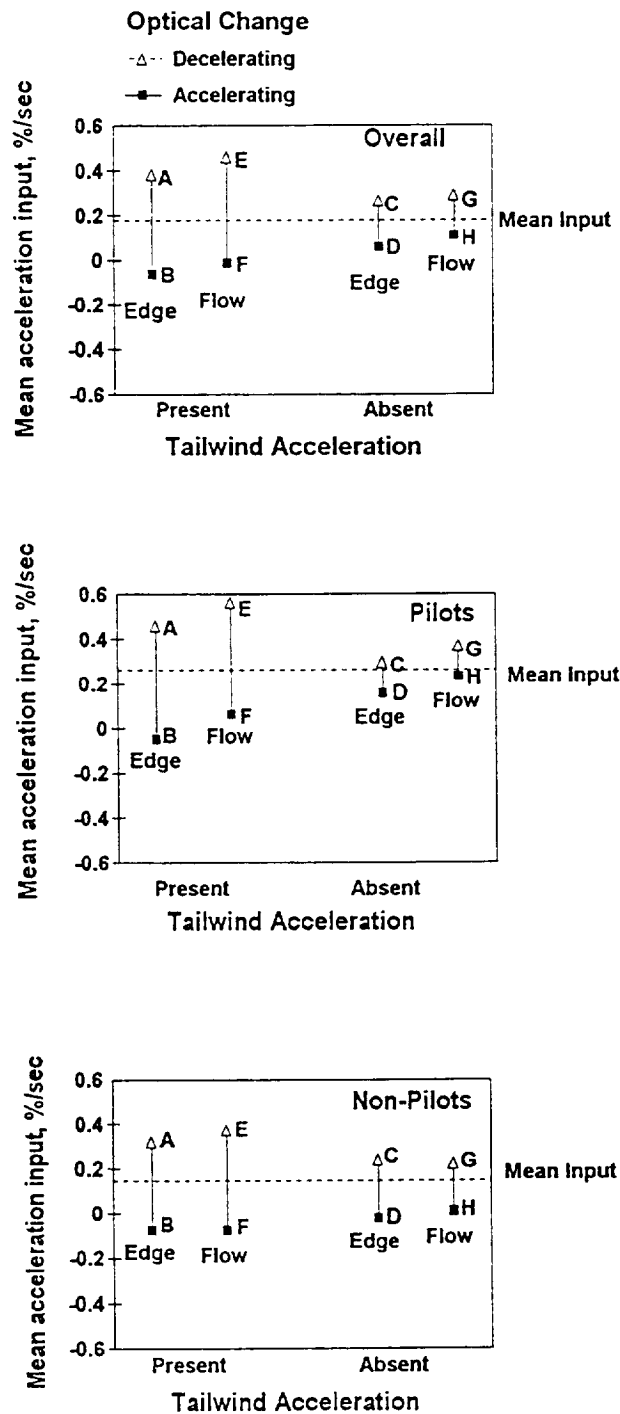 Optical Change
Decelerating
Accelerating
Mean acceleration input, %/sec
0.6
0.4
0.2
0
-0.2
-0.4
-0.6
Overall
A
B
Edge
E
F
Flow
C
D
Edge
G
H
Flow
Mean Input
Present
Absent
Tailwind Acceleration
Mean acceleration input, %/sec
0.6
0.4
0.2
0
-0.2
-0.4
-0.6
Pilots
A
B
Edge
E
F
Flow
C
D
Edge
G
H
Flow
Mean Input
Present
Absent
Tailwind Acceleration
Mean acceleration input, %/sec
0.6
0.4
0.2
0
-0.2
-0.4
-0.6
Non-Pilots
A
B
Edge
E
F
Flow
C
D
Edge
G
H
Flow
Mean Input
Present
Absent
Tailwind Acceleration